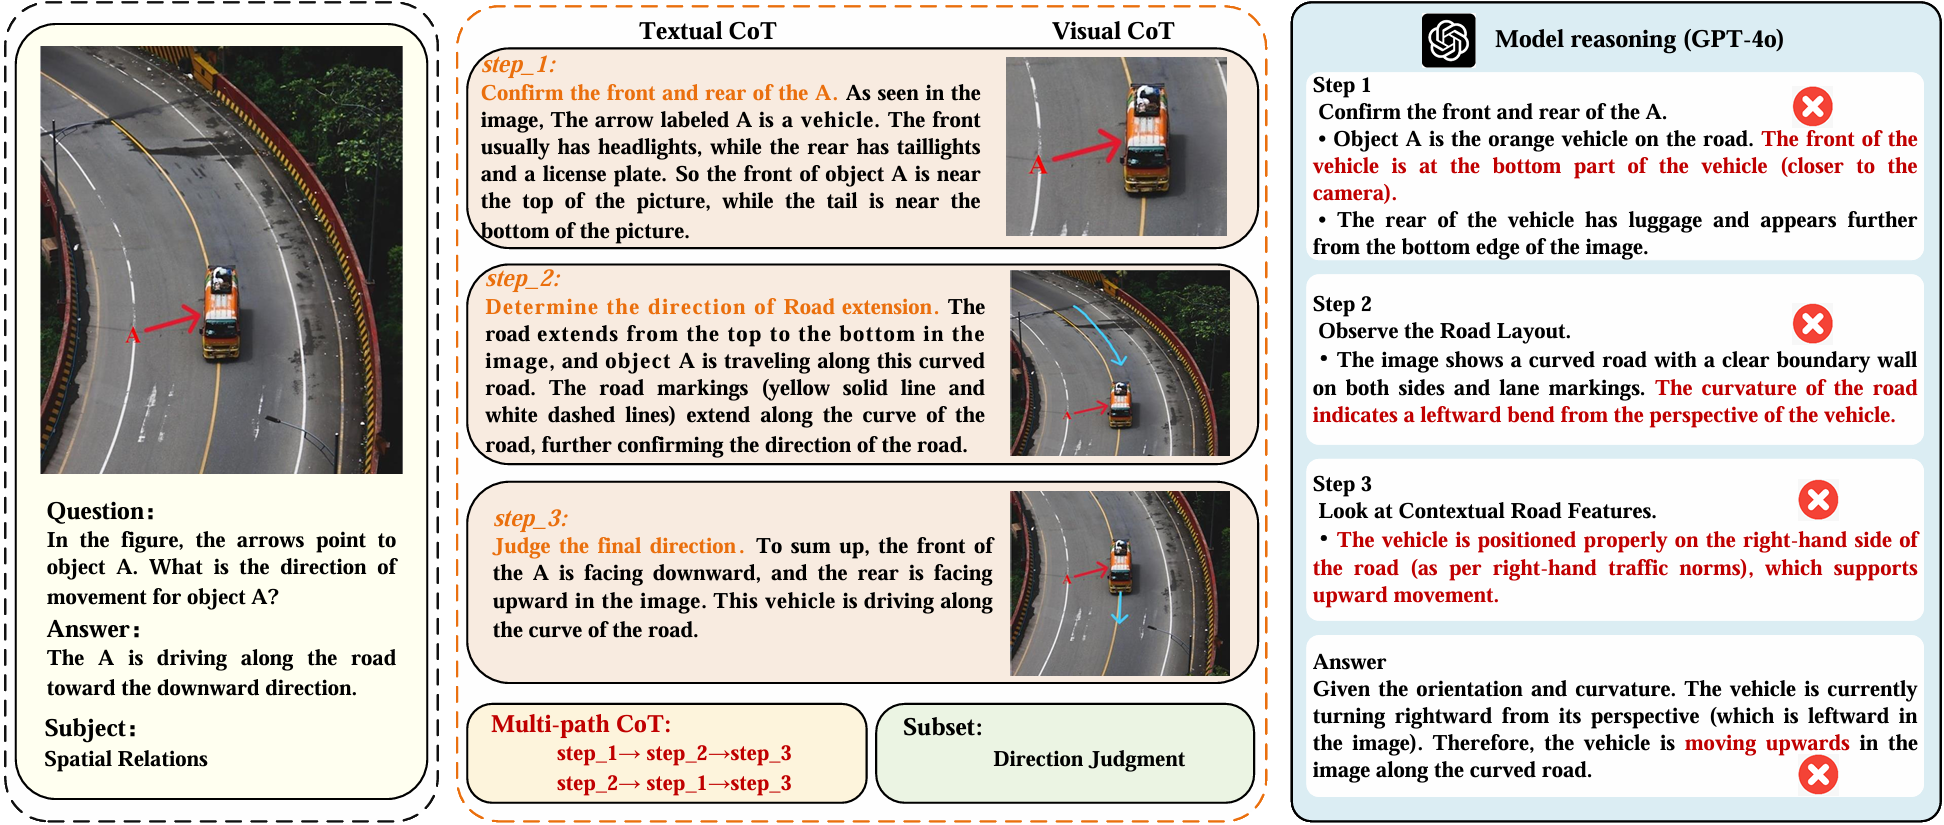 A
Question:
In the figure, the arrows point to
object A. What is the direction of
movement for object A?
Answer:
The A is driving along the road
toward the downward direction.
Subject:
Spatial Relations
Textual CoT
Visual CoT
step_1:
Confirm the front and rear of the A. As seen in the
image, The arrow labeled A is a vehicle. The front
usually has headlights, while the rear has taillights
and a license plate. So the front of object A is near
the top of the picture, while the tail is near the
bottom of the picture.
A
step_2:
Determine the direction of Road extension. The
road extends from the top to the bottom in the
image, and object A is traveling along this curved
road. The road markings (yellow solid line and
white dashed lines) extend along the curve of the
road, further confirming the direction of the road.
A
step_3:
Judge the final direction. To sum up, the front of
the A is facing downward, and the rear is facing
upward in the image. This vehicle is driving along
the curve of the road.
A
Multi-path CoT:
step_1→ step_2→step_3
step_2→ step_1→step_3
Subset:
Direction Judgment
Model reasoning (GPT-4o)
Step 1
Confirm the front and rear of the A.
• Object A is the orange vehicle on the road. The front of the
vehicle is at the bottom part of the vehicle (closer to the
camera).
• The rear of the vehicle has luggage and appears further
from the bottom edge of the image.
Step 2
Observe the Road Layout.
• The image shows a curved road with a clear boundary wall
on both sides and lane markings. The curvature of the road
indicates a leftward bend from the perspective of the vehicle.
Step 3
Look at Contextual Road Features.
• The vehicle is positioned properly on the right-hand side of
the road (as per right-hand traffic norms), which supports
upward movement.
Answer
Given the orientation and curvature. The vehicle is currently
turning rightward from its perspective (which is leftward in
the image). Therefore, the vehicle is moving upwards in the
image along the curved road.